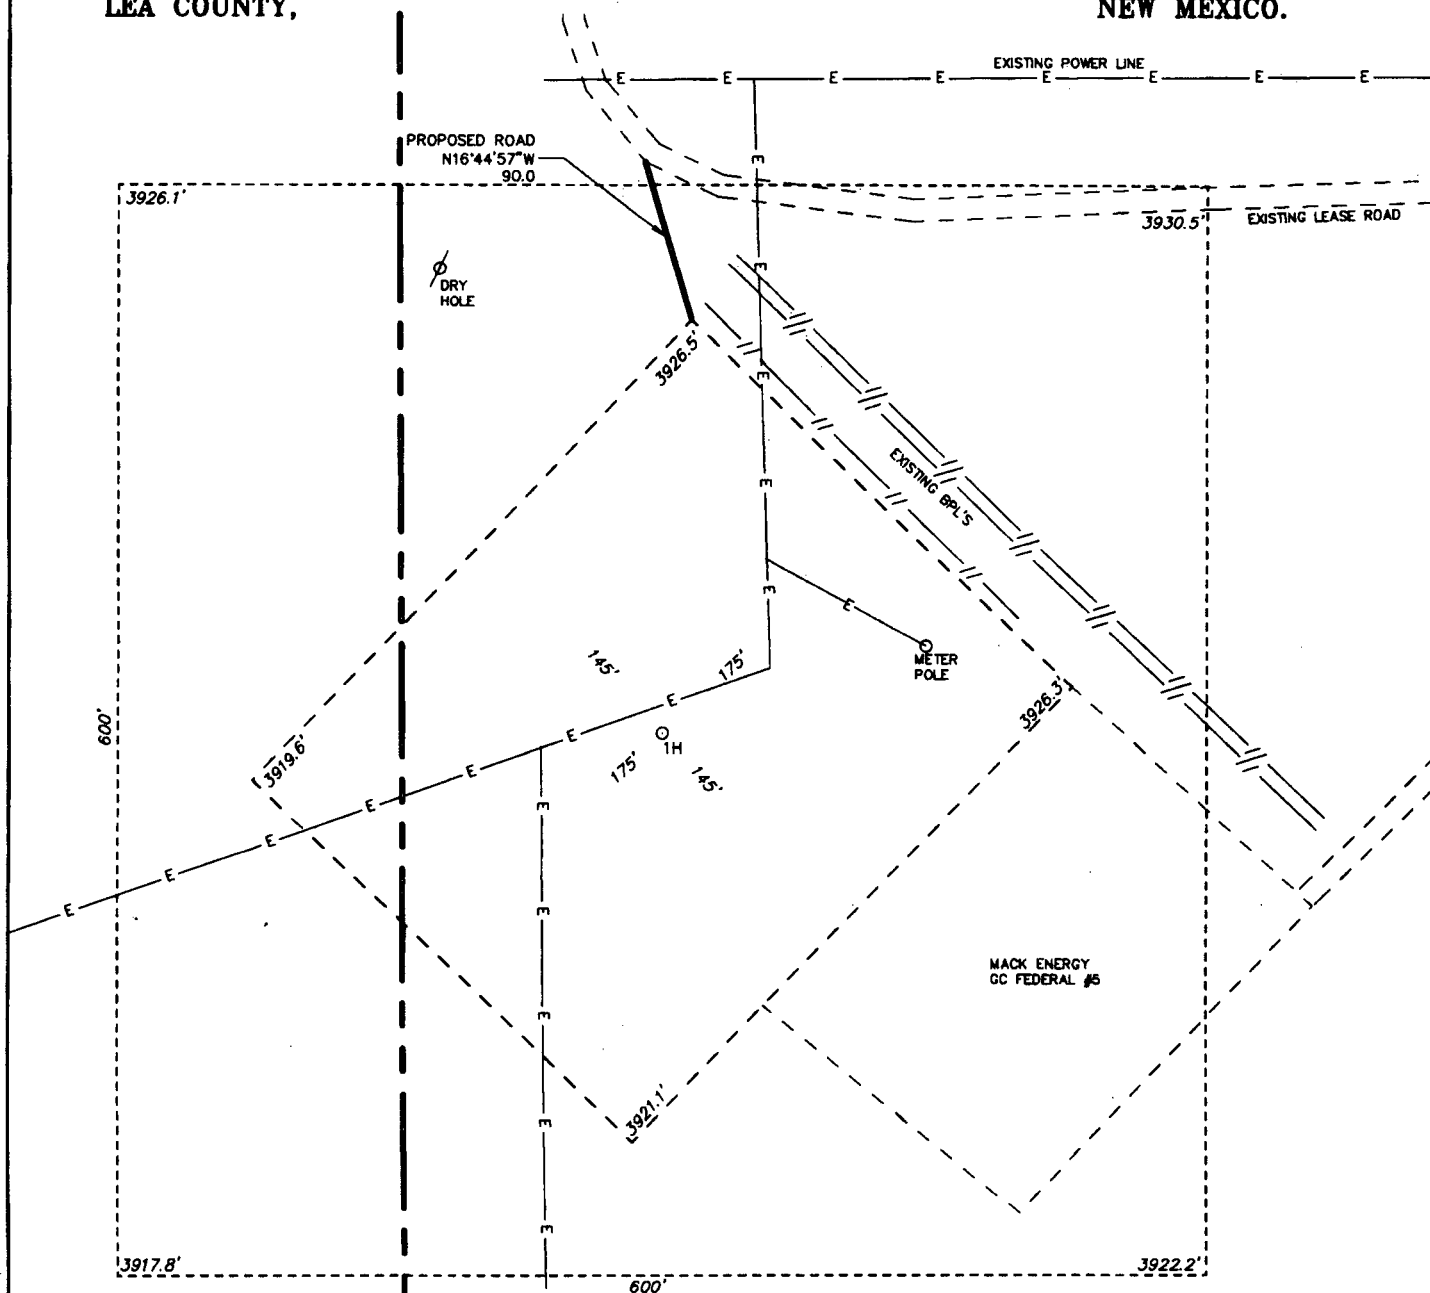 LEA COUNTY,
NEW MEXICO.
EXISTING POWER LINE
E E E E E E E E
PROPOSED ROAD
N16°44'57"W
90.0
E
3926.1'
3930.5'
EXISTING LEASE ROAD
DRY
HOLE
E
3926.5'
E
E
EXISTING BPL'S
E
E
METER
POLE
145'
175'
3926.3'
E
600'
1H
E
3919.6'
175'
145'
E
E
E
E
E
E
E
MACK ENERGY
GC FEDERAL #5
E
3921.1'
E
E
3917.8'
3922.2'
600'